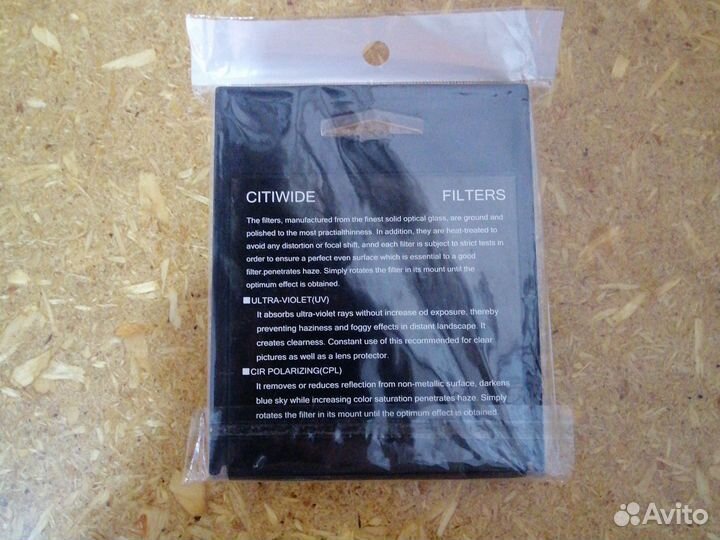 CITIWIDE FILTERS
The filters, manufactured from the finest solid optical glass, are ground and
polished to the most practialthinness. In addition, they are heat-treated to
avoid any distortion or focal shift, annd each filter is subject to strict tests in
order to ensure a perfect even surface which is essential to a good
filter.penetrates haze. Simply rotates the filler in its mount until the
optimum effect is obtained.
ULTRA-VIOLET(UV)
It absorbs ultra-violet rays without increase od exposure, thereby
preventing haziness and foggy effects in distant landscape. It
creates clearness. Constant use of this recommended for clear
pictures as well as a lens protector.
CIR POLARIZING(CPL)
It removes or reduces reflection from non-metallic surface, darkens
blue sky while increasing color saturation penetrates haze. Simply
rotates the filter in its mount until the optimum effect is obtained.
Avito